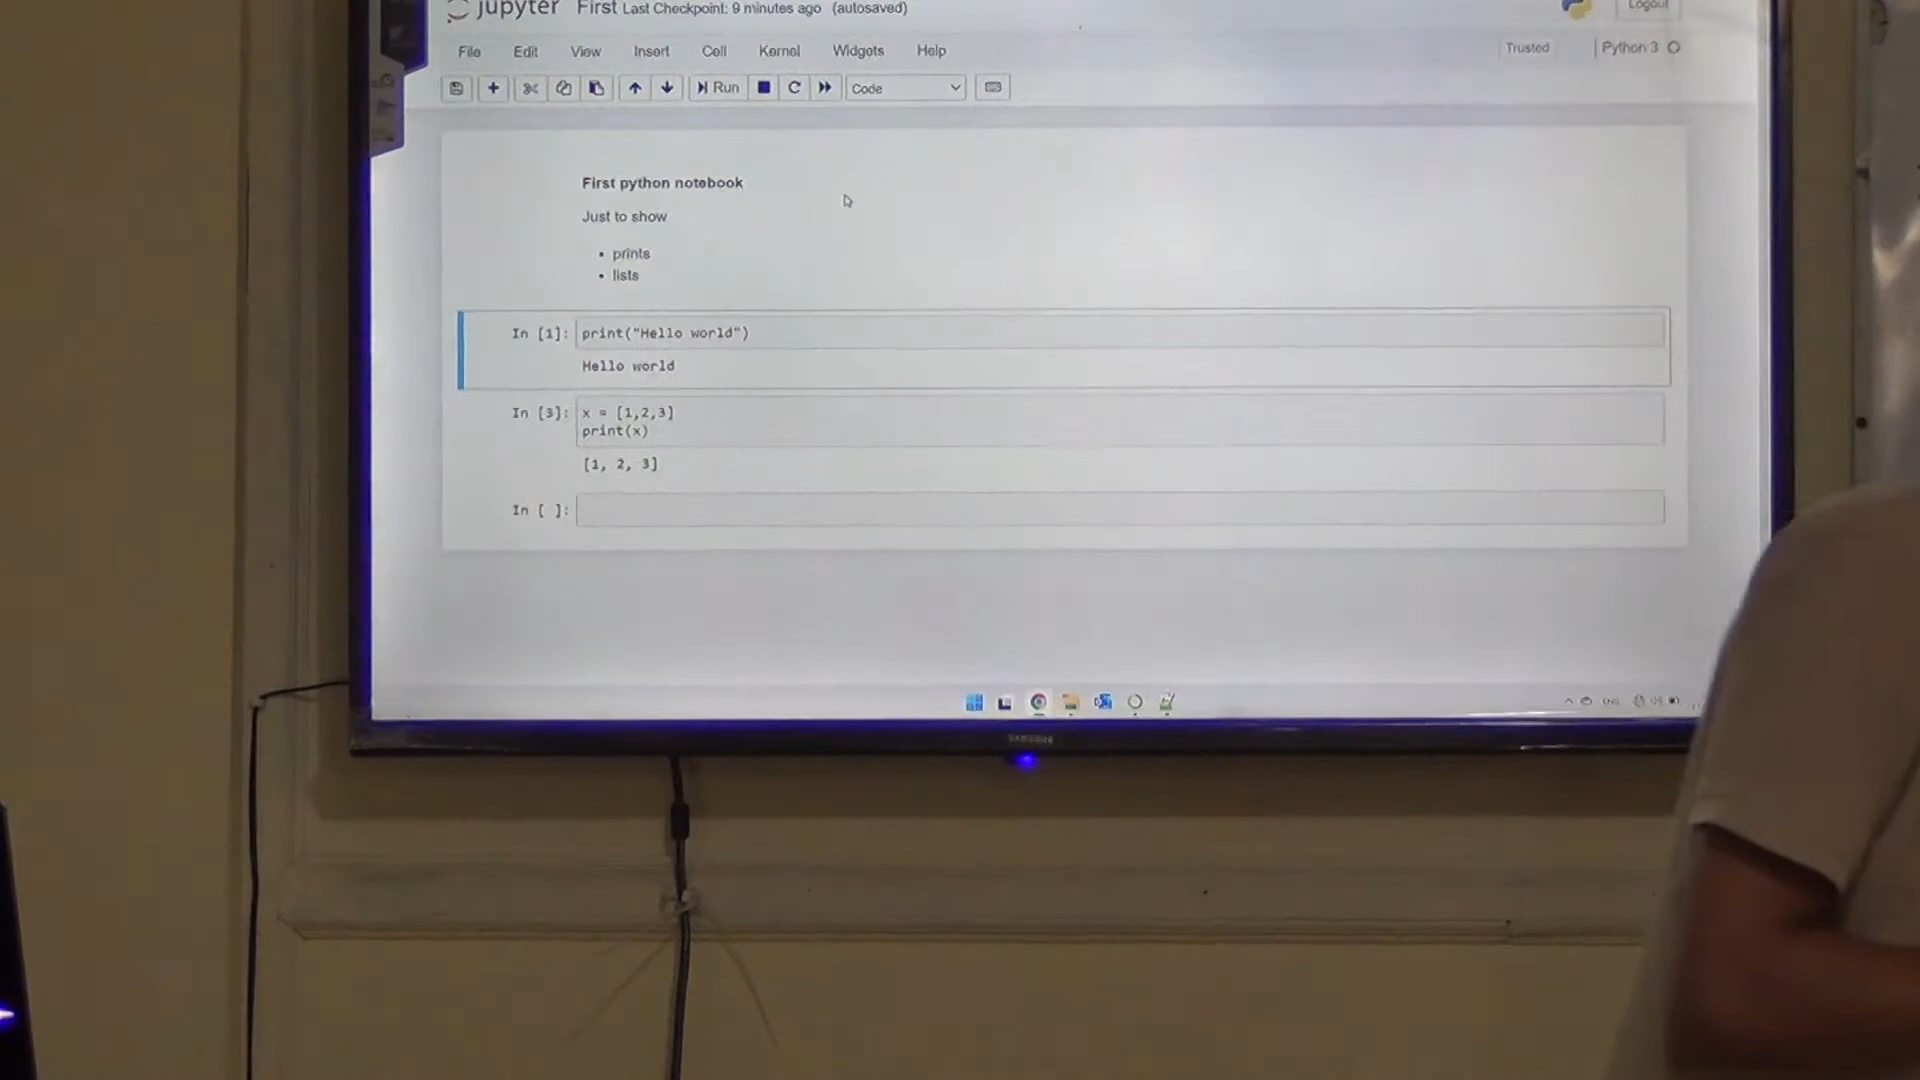 jupyter First Last Checkpoint: 9 minutes ago (autosaved)
Logout
File Edit View Insert Cell Kernel Widgets Help
Trusted Python 3
Run Code
First python notebook
Just to show
• prints
• lists
In [1]: print("Hello world")
Hello world
In [3]: x = [1,2,3]
print(x)
[1, 2, 3]
In [ ]:
ENG
SAMSUNG